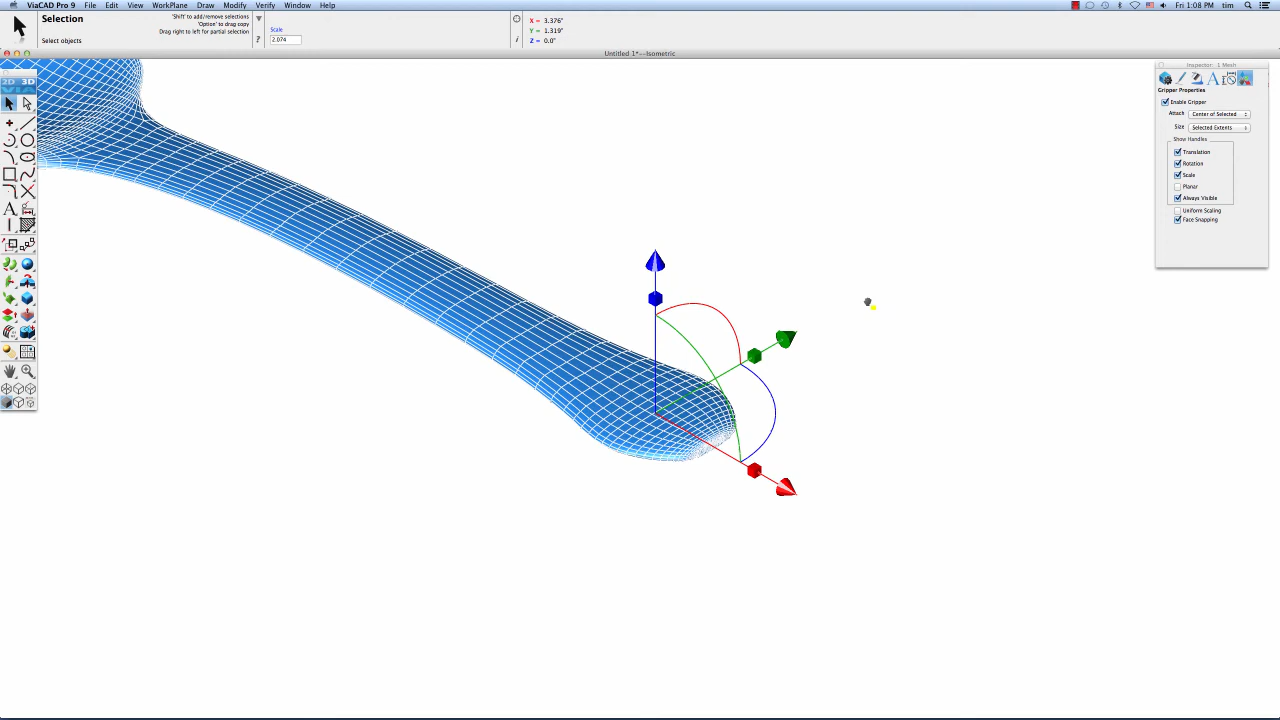 ViaCAD Pro 9 File Edit View WorkPlane Draw Modify Verify Window Help Fri 1:08 PM tim
Selection
'Shift' to add/remove selections
'Option' to drag copy
Drag right to left for partial selection
Select objects
?
Scale
2.074
i
X = 3.376"
Y = 1.319"
Z = 0.0"
Untitled 1*--Isometric
2D 3D
Inspector: 1 Mesh
Gripper Properties
Enable Gripper
Attach Center of Selected
Size Selected Extents
Show Handles
Translation
Rotation
Scale
Planar
Always Visible
Uniform Scaling
Face Snapping